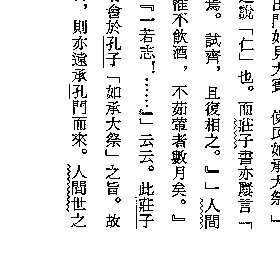 出門如見大賓，使民如承大祭」
之說「仁」也。而莊子書亦屢言「
焉。試齊，且復相之。』」人間
惟不飲酒，不茹葷者數月矣。』
『一若志！……』」云云。此莊子
會於孔子「如承大祭」之旨。故
，則亦遠承孔門而來。人間世之